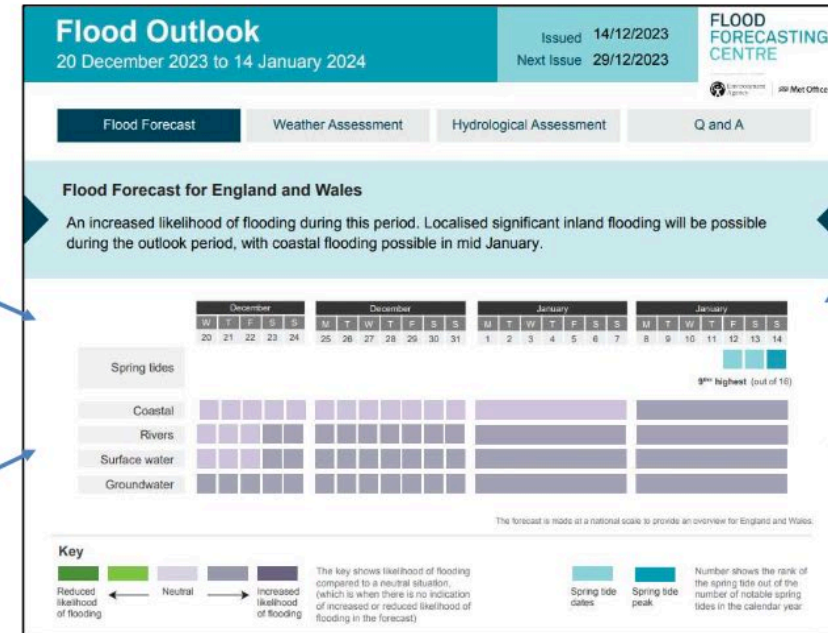 Flood Outlook
20 December 2023 to 14 January 2024
Issued 14/12/2023
Next Issue 29/12/2023
FLOOD
FORECASTING
CENTRE
Environment
Agency
Met Office
Flood Forecast
Weather Assessment
Hydrological Assessment
Q and A
Flood Forecast for England and Wales
An increased likelihood of flooding during this period. Localised significant inland flooding will be possible
during the outlook period, with coastal flooding possible in mid January.
December December January January
W T F S S M T W T F S S M T W T F S S M T W T F S S
20 21 22 23 24 25 26 27 28 29 30 31 1 2 3 4 5 6 7 8 9 10 11 12 13 14
Spring tides
highest (out of 16)
Coastal
Rivers
Surface water
Groundwater
The forecast is made at a national scale to provide an overview for England and Wales.
Key
Reduced
likelihood
of flooding
Neutral
Increased
likelihood
of flooding
The key shows likelihood of flooding
compared to a neutral situation,
(which is when there is no indication
of increased or reduced likelihood of
flooding in the forecast)
Spring tide
dates
Spring tide
peak
Number shows the rank of
the spring tide out of the
number of notable spring
tides in the calendar year